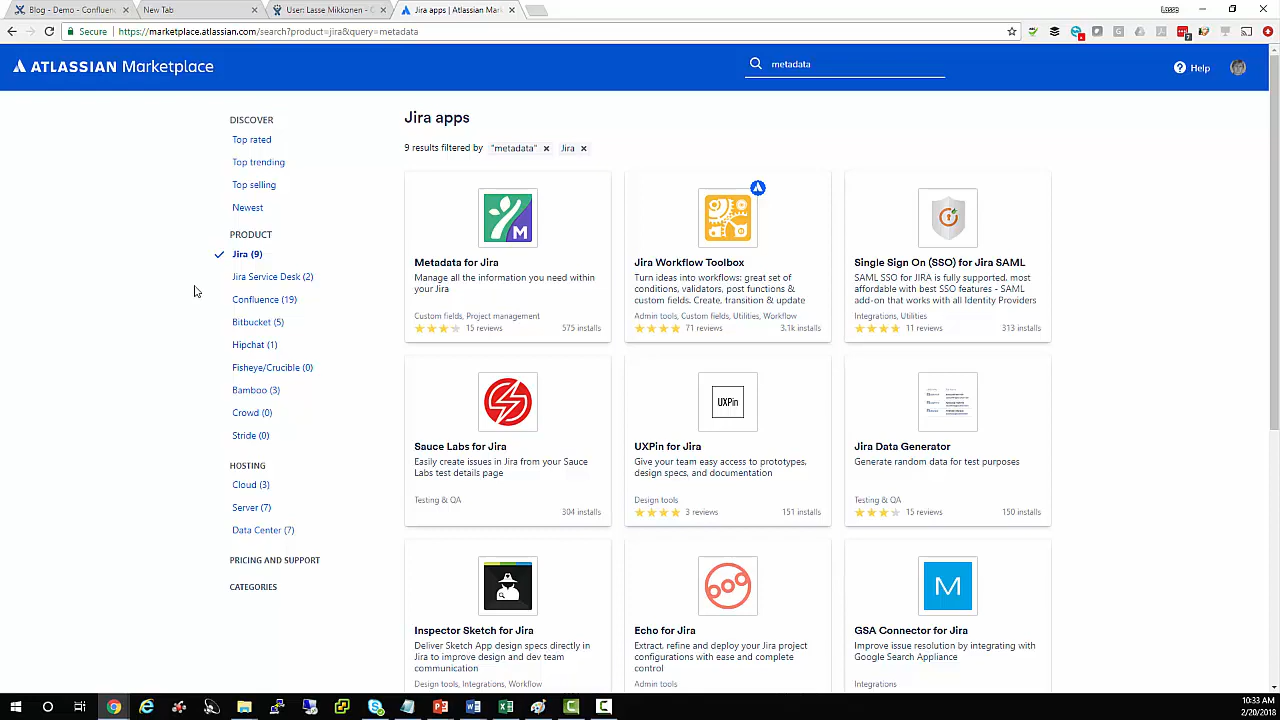 Blog - Demo - Confluen
New Tab
User: Lasse Mikkonen - C
Jira apps | Atlassian Mar
Secure
https://marketplace.atlassian.com/search?product=jira&query=metadata
ATLASSIAN Marketplace
metadata
Help
DISCOVER
Top rated
Top trending
Top selling
Newest
PRODUCT
Jira (9)
Jira Service Desk (2)
Confluence (19)
Bitbucket (5)
Hipchat (1)
Fisheye/Crucible (0)
Bamboo (3)
Crowd (0)
Stride (0)
HOSTING
Cloud (3)
Server (7)
Data Center (7)
PRICING AND SUPPORT
CATEGORIES
Jira apps
9 results filtered by "metadata" × Jira ×
M
Metadata for Jira
Manage all the information you need within
your Jira
Custom fields, Project management
15 reviews 575 installs
Jira Workflow Toolbox
Turn ideas into workflows: great set of
conditions, validators, post functions &
custom fields. Create, transition & update
Admin tools, Custom fields, Utilities, Workflow
71 reviews 3.1k installs
Single Sign On (SSO) for Jira SAML
SAML SSO for JIRA is fully supported, most
affordable with best SSO features - SAML
add-on that works with all Identity Providers
Integrations, Utilities
11 reviews 313 installs
Sauce Labs for Jira
Easily create issues in Jira from your Sauce
Labs test details page
Testing & QA
304 installs
UXPin
UXPin for Jira
Give your team easy access to prototypes,
design specs, and documentation
Design tools
3 reviews 151 installs
Jira Data Generator
Generate random data for test purposes
Testing & QA
15 reviews 150 installs
Inspector Sketch for Jira
Deliver Sketch App design specs directly in
Jira to improve design and dev team
communication
Design tools, Integrations, Workflow
Echo for Jira
Extract, refine and deploy your Jira project
configurations with ease and complete
control
Admin tools
M
GSA Connector for Jira
Improve issue resolution by integrating with
Google Search Appliance
Integrations
10:33 AM
2/20/2018